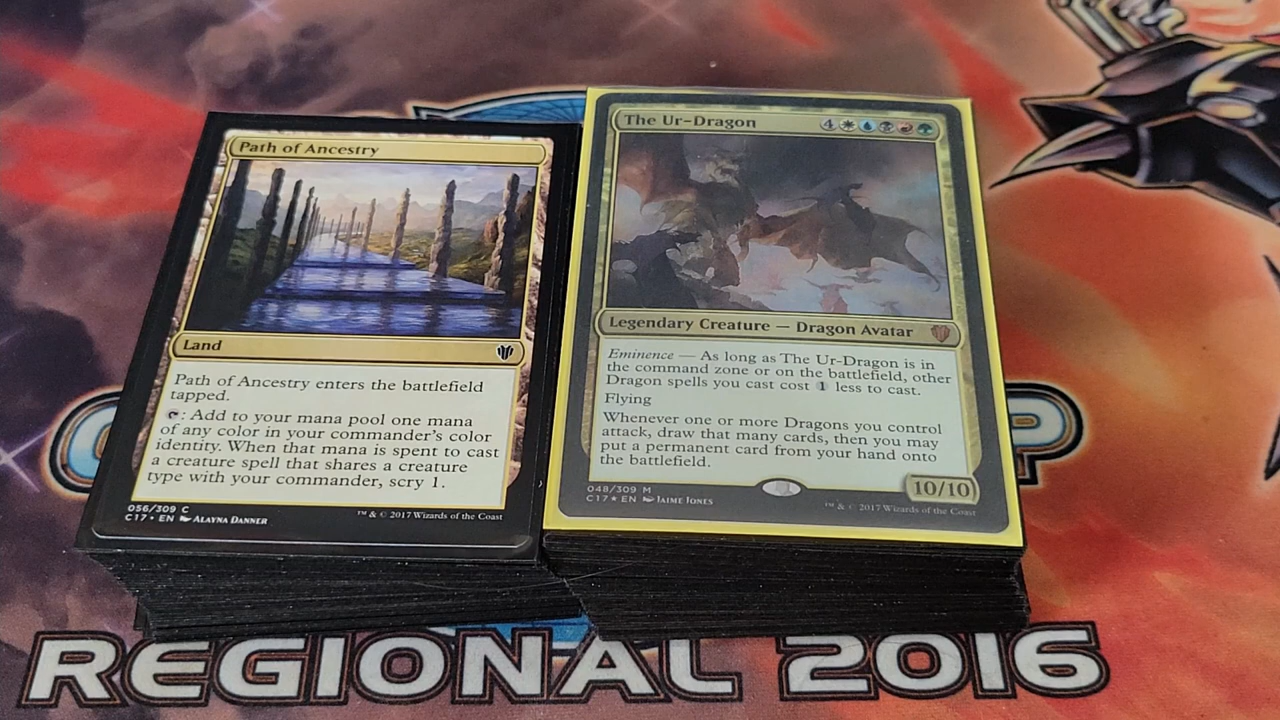 Path of Ancestry
Land
Path of Ancestry enters the battlefield
tapped.
: Add to your mana pool one mana
of any color in your commander's color
identity. When that mana is spent to cast
a creature spell that shares a creature
type with your commander, scry 1.
056/309 C
C17 • EN Alayna Danner
™ & © 2017 Wizards of the Coast
The Ur-Dragon 4
Legendary Creature — Dragon Avatar
Eminence — As long as The Ur-Dragon is in
the command zone or on the battlefield, other
Dragon spells you cast cost 1 less to cast.
Flying
Whenever one or more Dragons you control
attack, draw that many cards, then you may
put a permanent card from your hand onto
the battlefield.
10/10
048/309 M
C17 ★ EN Jaime Jones
™ & © 2017 Wizards of the Coast
REGIONAL 2016